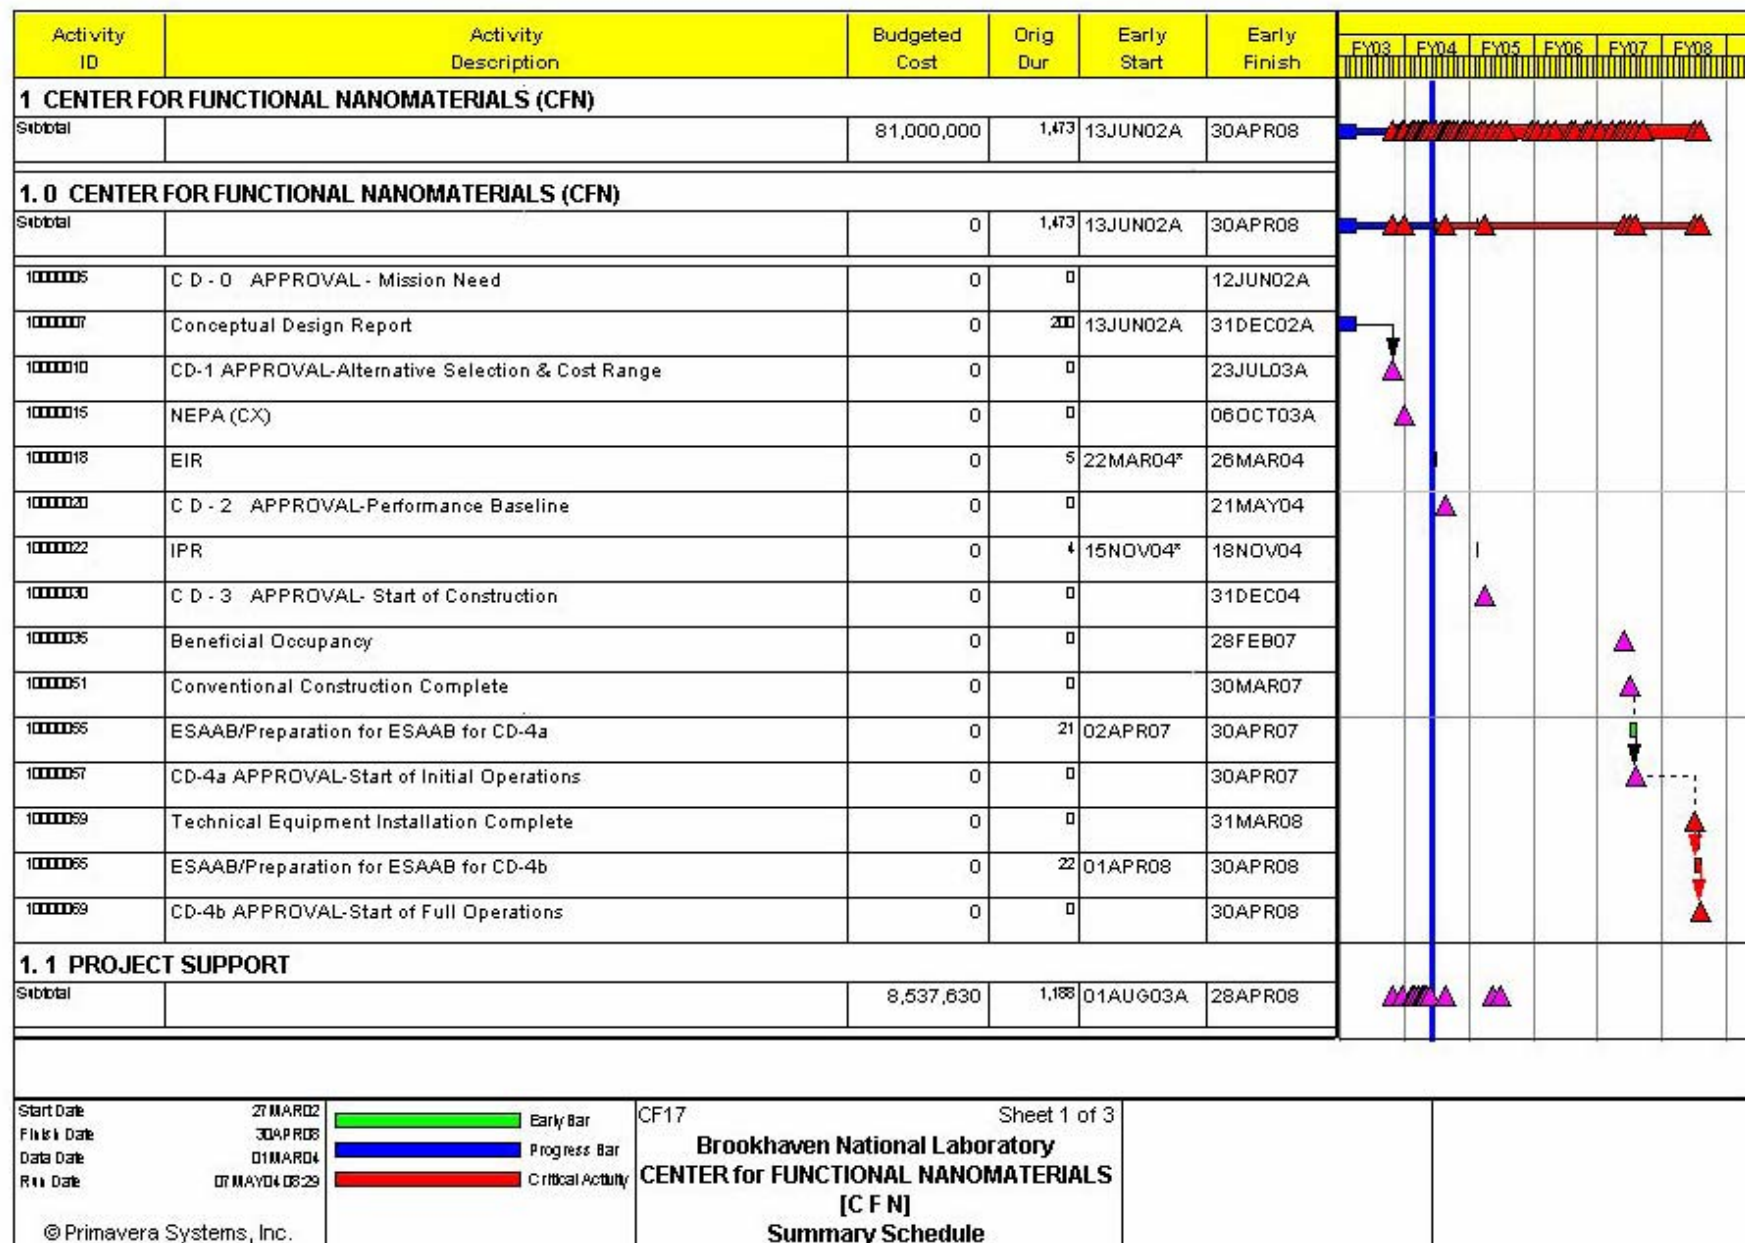 Activity ID Activity Description Budgeted Cost Orig Dur Early Start Early Finish FY03 FY04 FY05 FY06 FY07 FY08
1 CENTER FOR FUNCTIONAL NANOMATERIALS (CFN)
Subtotal 81,000,000 1,473 13JUN02A 30APR08
1. 0 CENTER FOR FUNCTIONAL NANOMATERIALS (CFN)
Subtotal 0 1,473 13JUN02A 30APR08
10000005 C D - 0 APPROVAL - Mission Need 0 0 12JUN02A
10000007 Conceptual Design Report 0 200 13JUN02A 31DEC02A
10000010 CD-1 APPROVAL-Alternative Selection & Cost Range 0 0 23JUL03A
10000015 NEPA (CX) 0 0 06OCT03A
10000018 EIR 0 5 22MAR04* 26MAR04
10000020 C D - 2 APPROVAL-Performance Baseline 0 0 21MAY04
10000022 IPR 0 4 15NOV04* 18NOV04
10000030 C D - 3 APPROVAL- Start of Construction 0 0 31DEC04
10000035 Beneficial Occupancy 0 0 28FEB07
10000051 Conventional Construction Complete 0 0 30MAR07
10000055 ESAAB/Preparation for ESAAB for CD-4a 0 21 02APR07 30APR07
10000057 CD-4a APPROVAL-Start of Initial Operations 0 0 30APR07
10000059 Technical Equipment Installation Complete 0 0 31MAR08
10000065 ESAAB/Preparation for ESAAB for CD-4b 0 22 01APR08 30APR08
10000069 CD-4b APPROVAL-Start of Full Operations 0 0 30APR08
1. 1 PROJECT SUPPORT
Subtotal 8,537,630 1,188 01AUG03A 28APR08
Start Date 27MAR02
Finish Date 30APR08
Data Date 01MAR04
Run Date 07MAY04 08:29
© Primavera Systems, Inc.
Early Bar
Progress Bar
Critical Activity
CF17 Sheet 1 of 3
Brookhaven National Laboratory
CENTER for FUNCTIONAL NANOMATERIALS
[C F N]
Summary Schedule